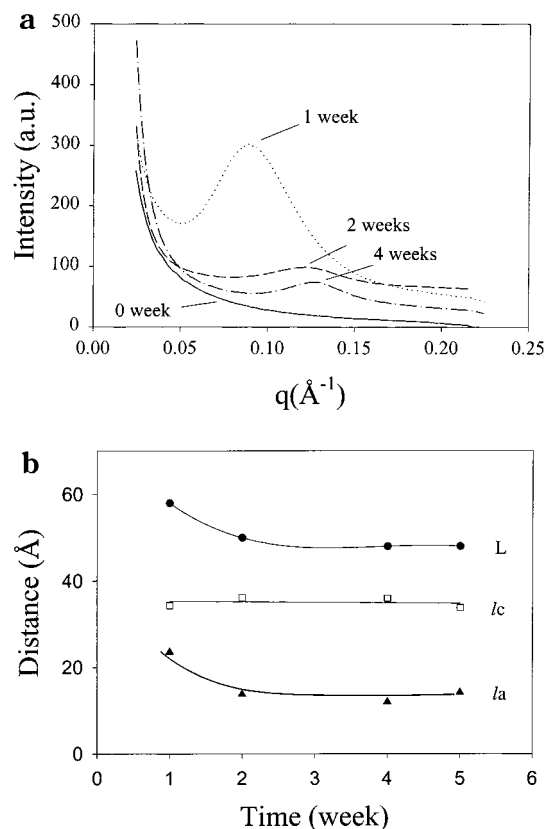 a
500
400
300
200
100
0
Intensity (a.u.)
1 week
2 weeks
4 weeks
0 week
0.00 0.05 0.10 0.15 0.20 0.25
q(Å⁻¹)
b
60
40
20
0
Distance (Å)
L
lc
la
0 1 2 3 4 5 6
Time (week)